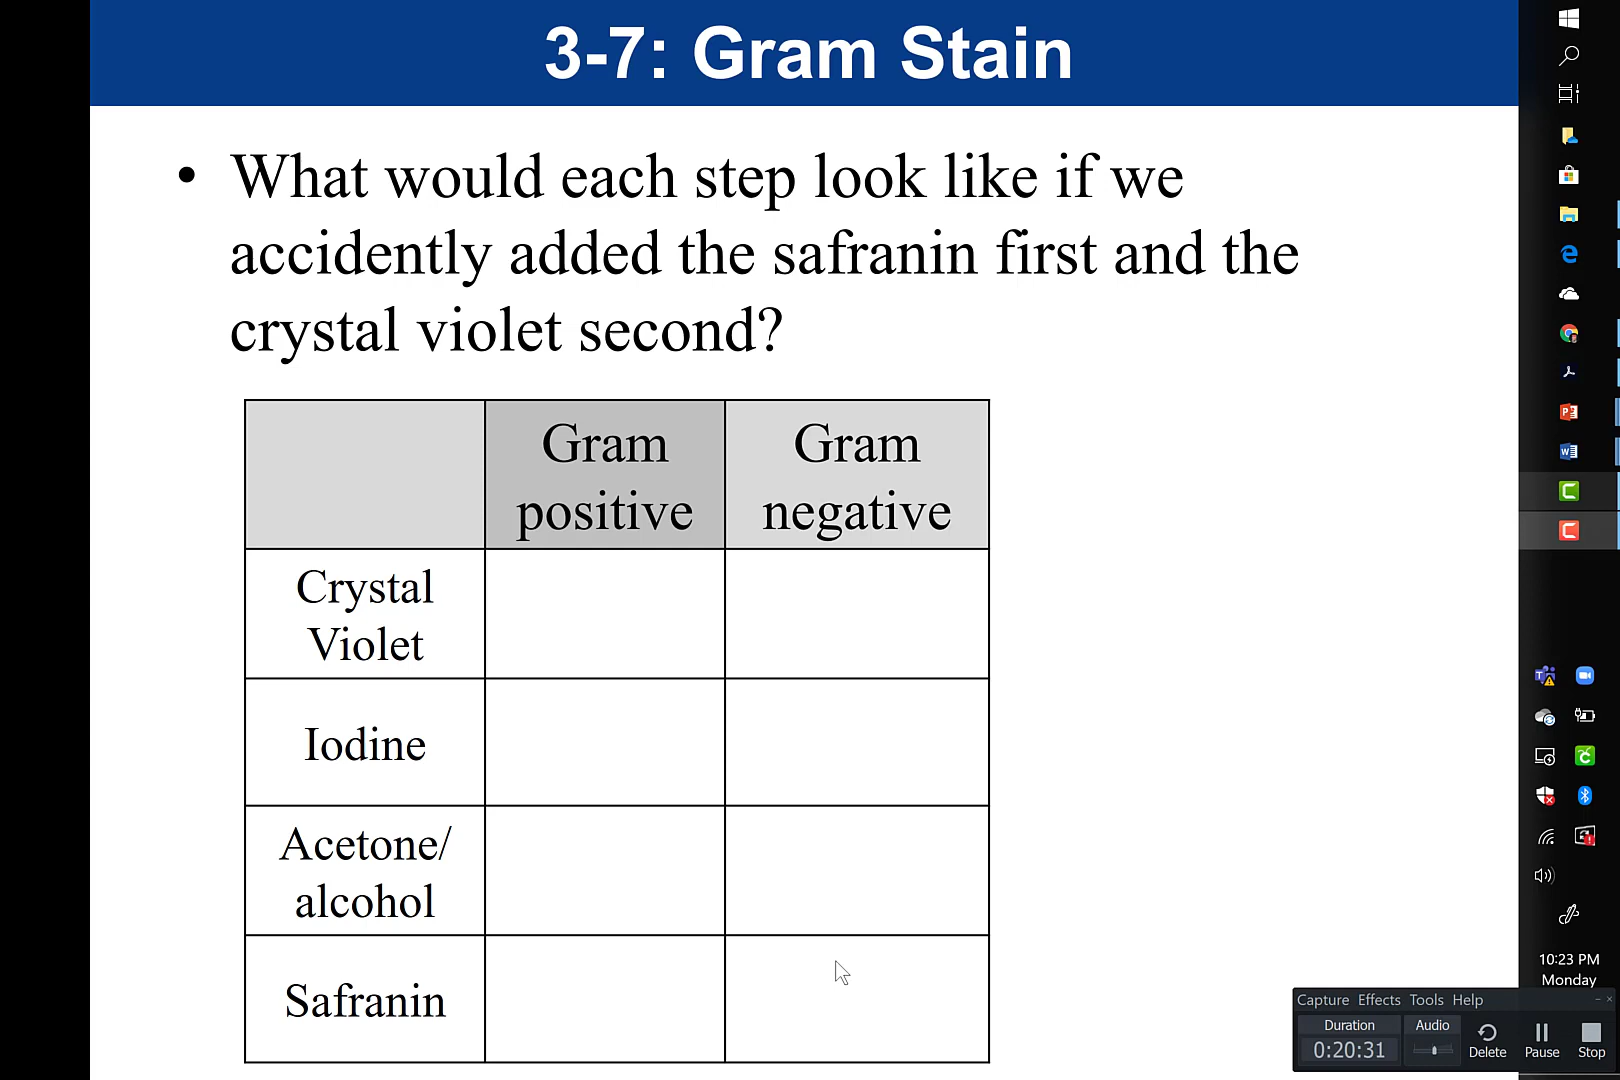 3-7: Gram Stain
• What would each step look like if we
accidently added the safranin first and the
crystal violet second?
Gram
positive
Gram
negative
Crystal
Violet
Iodine
Acetone/
alcohol
Safranin
10:23 PM
Monday
Capture Effects Tools Help
Duration
0:20:31
Audio
Delete
Pause
Stop